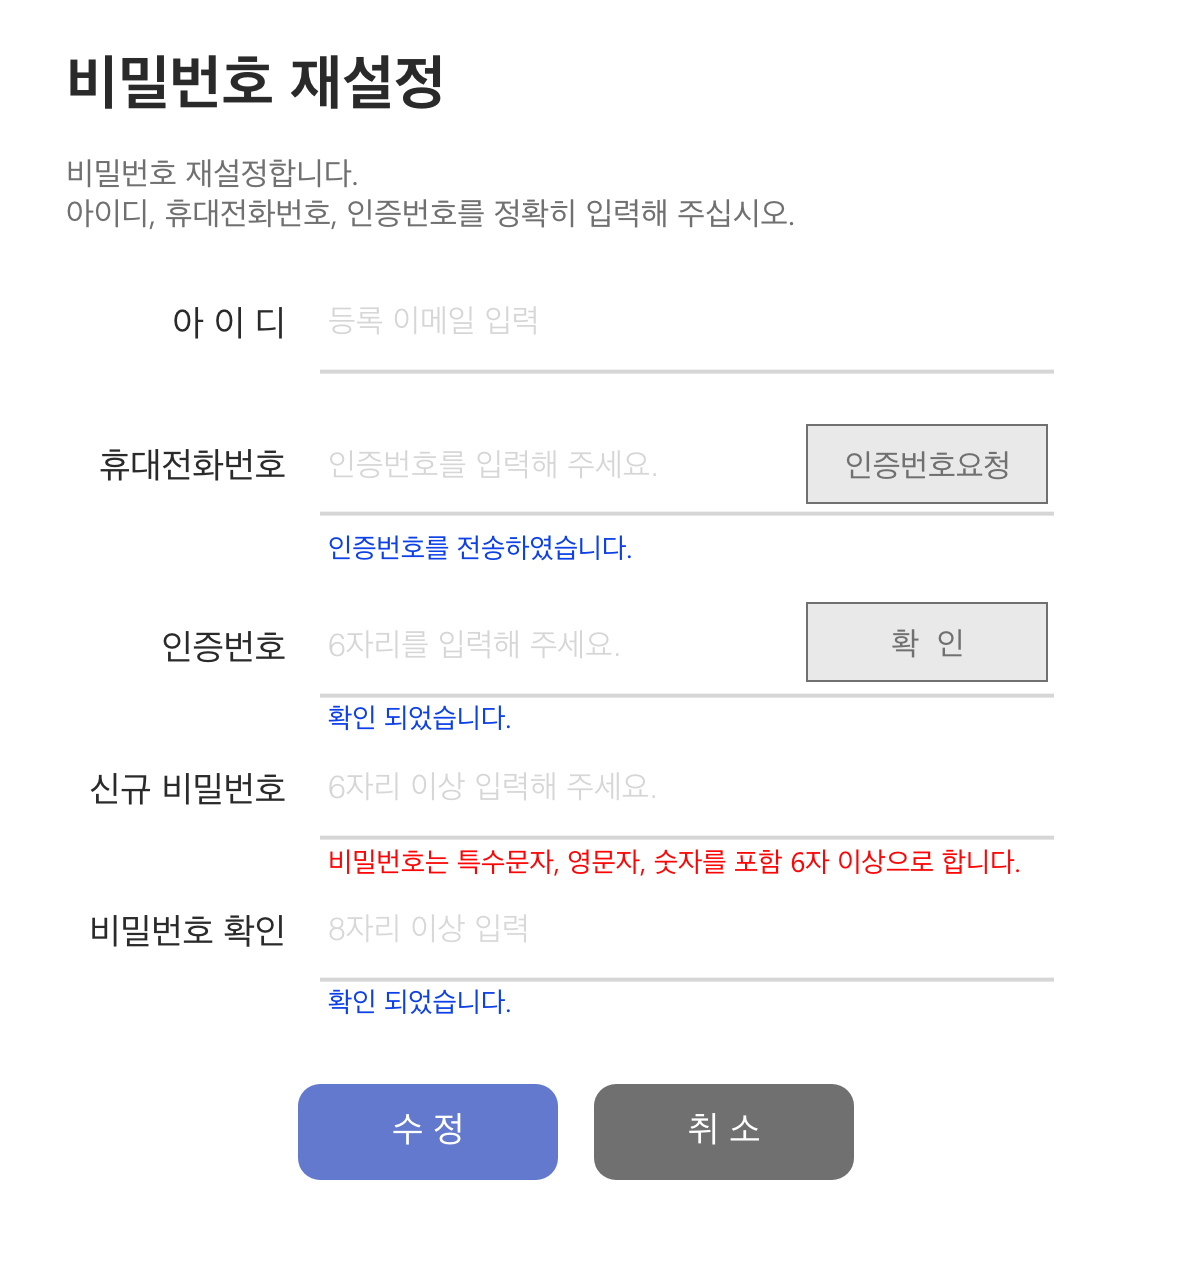 비밀번호 재설정
비밀번호 재설정합니다.
아이디, 휴대전화번호, 인증번호를 정확히 입력해 주십시오.
아 이 디 등록 이메일 입력
휴대전화번호 인증번호를 입력해 주세요. 인증번호요청
인증번호를 전송하였습니다.
인증번호 6자리를 입력해 주세요. 확 인
확인 되었습니다.
신규 비밀번호 6자리 이상 입력해 주세요.
비밀번호는 특수문자, 영문자, 숫자를 포함 6자 이상으로 합니다.
비밀번호 확인 8자리 이상 입력
확인 되었습니다.
수 정 취 소